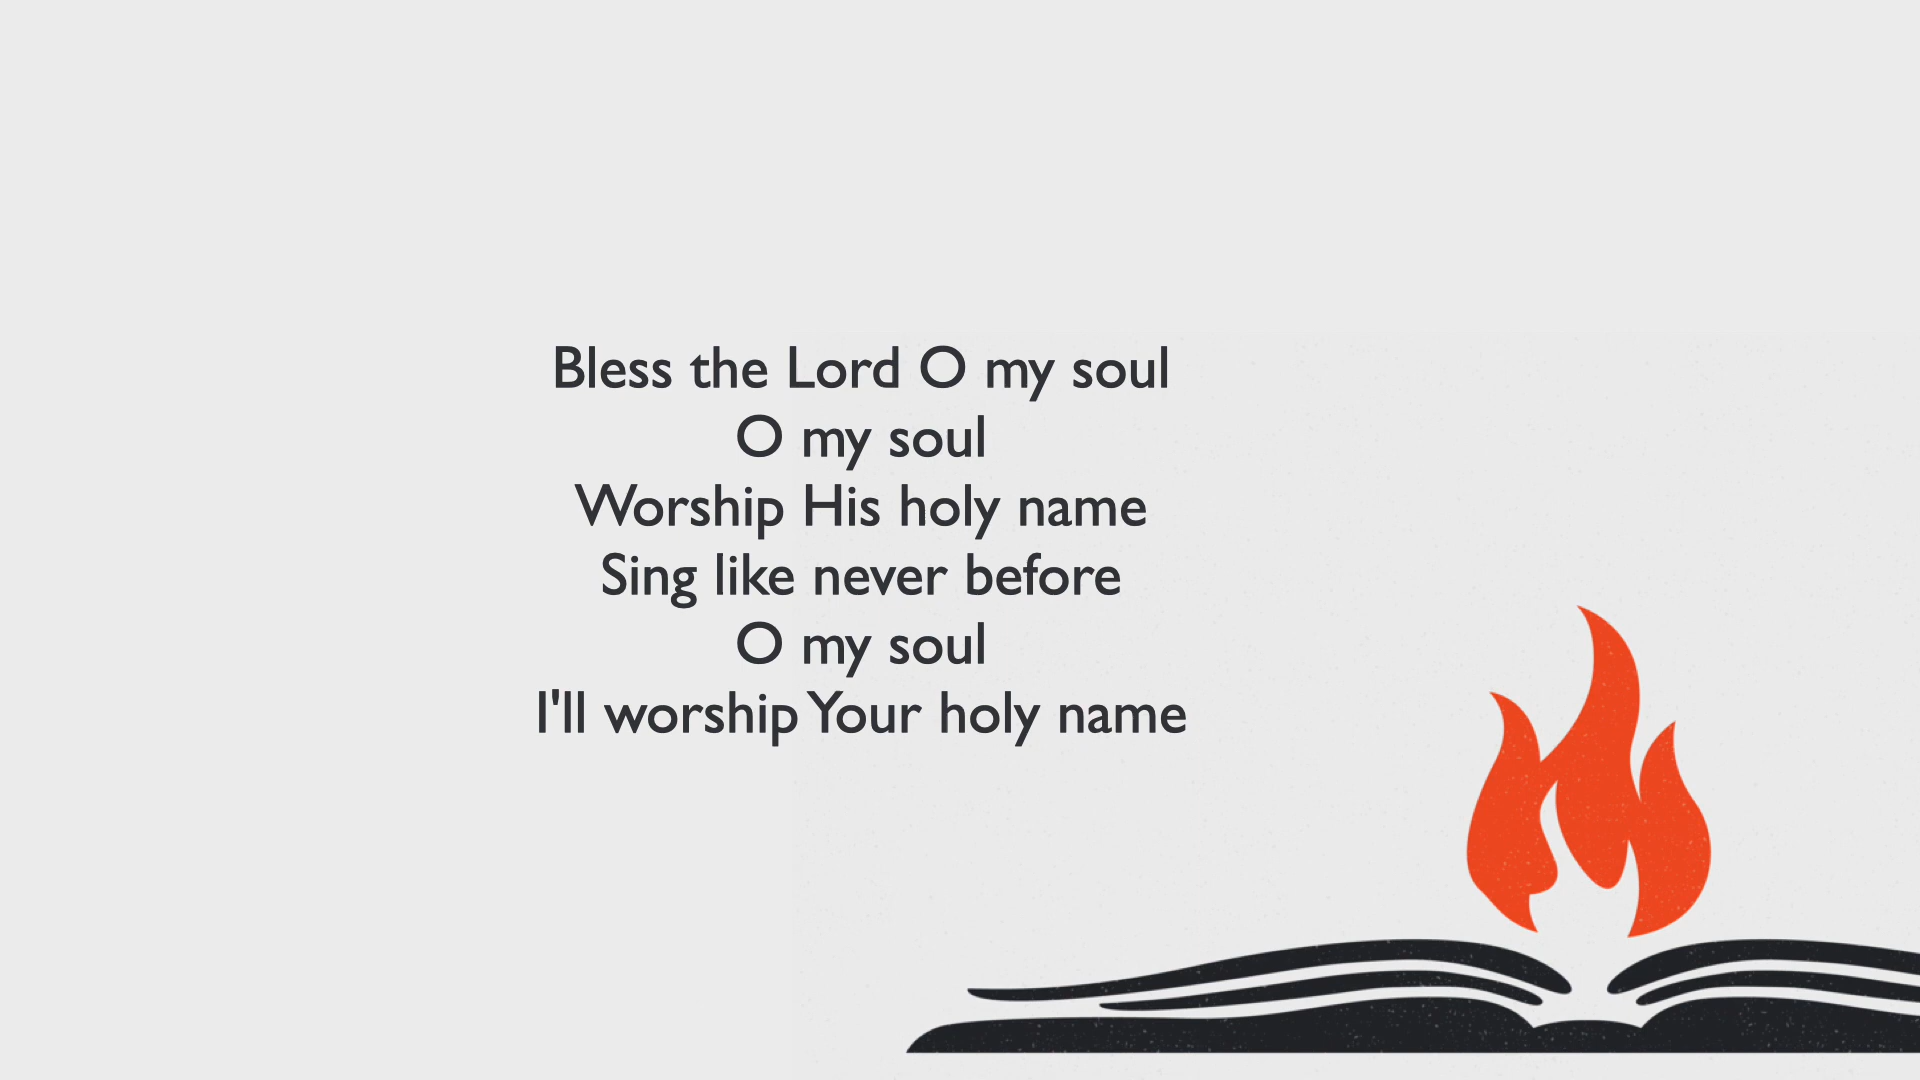 Bless the Lord O my soul
O my soul
Worship His holy name
Sing like never before
O my soul
I'll worship Your holy name